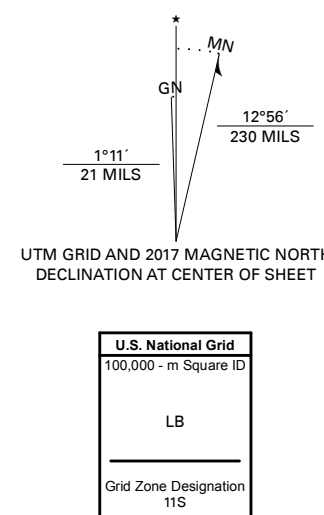 ★
MN
GN
12°56´
230 MILS
1°11´
21 MILS
UTM GRID AND 2017 MAGNETIC NORTH
DECLINATION AT CENTER OF SHEET
U.S. National Grid
100,000 - m Square ID
LB
Grid Zone Designation
11S